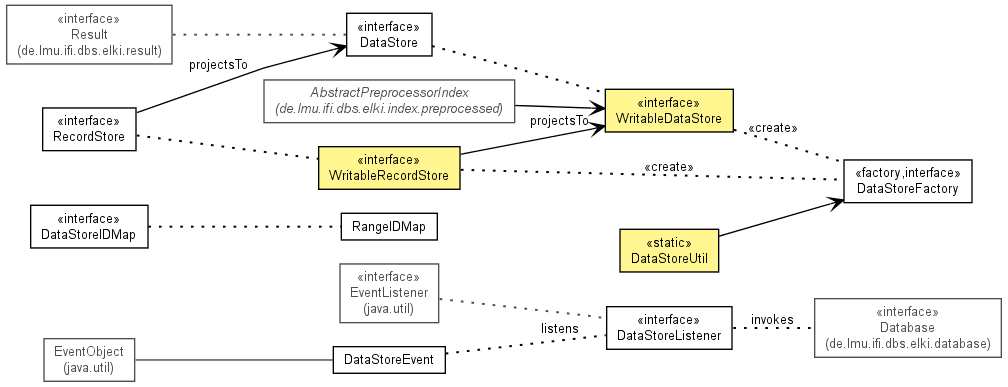 «interface»
Result
(de.lmu.ifi.dbs.elki.result)
«interface»
DataStore
projectsTo
AbstractPreprocessorIndex
(de.lmu.ifi.dbs.elki.index.preprocessed)
«interface»
WritableDataStore
«interface»
RecordStore
projectsTo
«create»
«interface»
WritableRecordStore
«create»
«factory,interface»
DataStoreFactory
«interface»
DataStoreIDMap
RangeIDMap
«static»
DataStoreUtil
«interface»
EventListener
(java.util)
listens
«interface»
DataStoreListener
invokes
«interface»
Database
(de.lmu.ifi.dbs.elki.database)
EventObject
(java.util)
DataStoreEvent